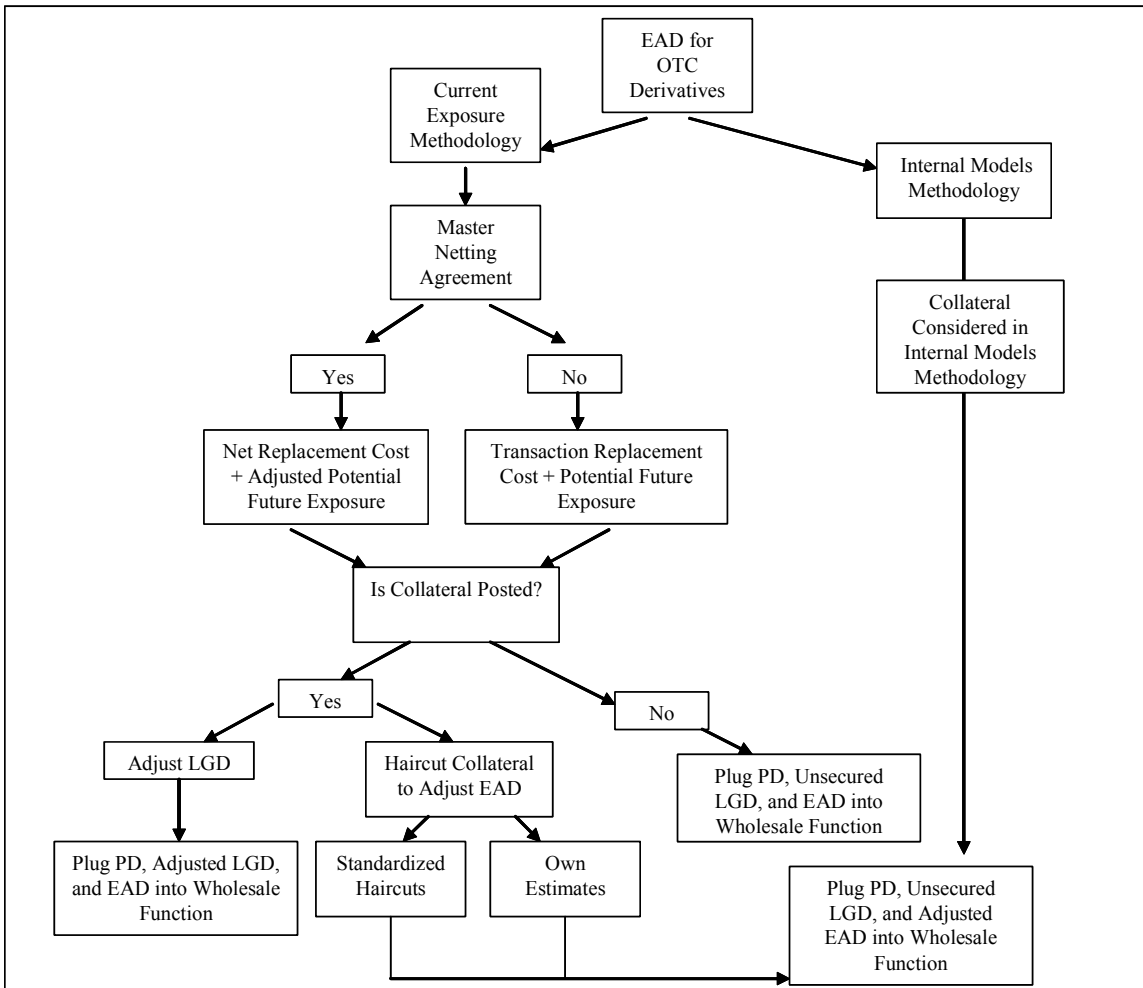 EAD for
OTC
Derivatives
Current
Exposure
Methodology
Internal Models
Methodology
Master
Netting
Agreement
Collateral
Considered in
Internal Models
Methodology
Yes
No
Net Replacement Cost
+ Adjusted Potential
Future Exposure
Transaction Replacement
Cost + Potential Future
Exposure
Is Collateral Posted?
Yes
No
Adjust LGD
Haircut Collateral
to Adjust EAD
Plug PD, Unsecured
LGD, and EAD into
Wholesale Function
Plug PD, Adjusted LGD,
and EAD into Wholesale
Function
Standardized
Haircuts
Own
Estimates
Plug PD, Unsecured
LGD, and Adjusted
EAD into Wholesale
Function